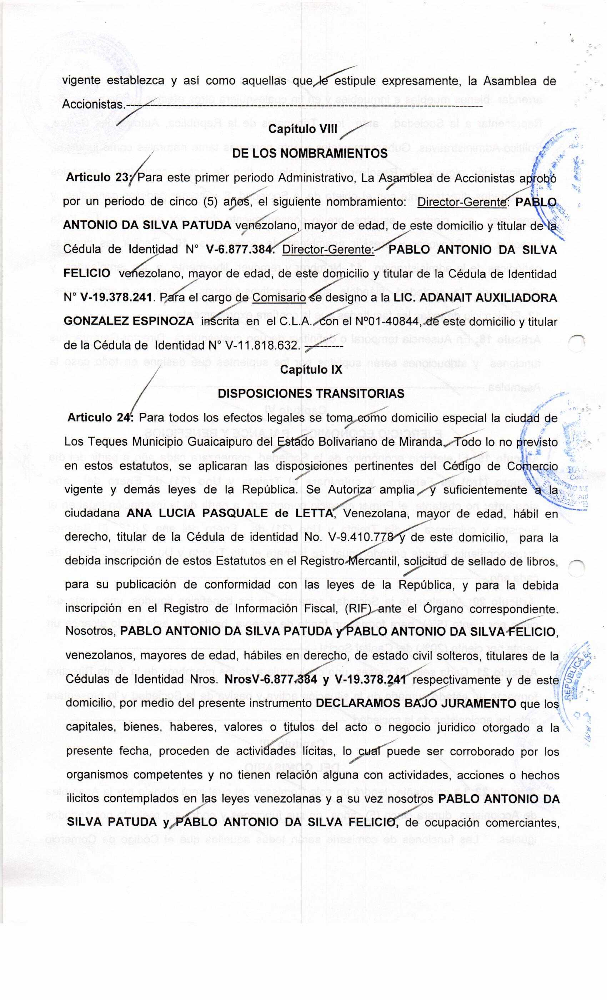 vigente establezca y así como aquellas que le estipule expresamente, la Asamblea de
Accionistas.--------------------------------------------------------------------------------------------
Capítulo VIII
DE LOS NOMBRAMIENTOS
Articulo 23: Para este primer periodo Administrativo, La Asamblea de Accionistas aprobó
por un periodo de cinco (5) años, el siguiente nombramiento: Director-Gerente: PABLO
ANTONIO DA SILVA PATUDA venezolano, mayor de edad, de este domicilio y titular de la
Cédula de Identidad N° V-6.877.384. Director-Gerente: PABLO ANTONIO DA SILVA
FELICIO venezolano, mayor de edad, de este domicilio y titular de la Cédula de Identidad
N° V-19.378.241. Para el cargo de Comisario se designo a la LIC. ADANAIT AUXILIADORA
GONZALEZ ESPINOZA inscrita en el C.L.A. con el Nº01-40844, de este domicilio y titular
de la Cédula de Identidad N° V-11.818.632. ----------
Capítulo IX
DISPOSICIONES TRANSITORIAS
Articulo 24: Para todos los efectos legales se toma como domicilio especial la ciudad de
Los Teques Municipio Guaicaipuro del Estado Bolivariano de Miranda. Todo lo no previsto
en estos estatutos, se aplicaran las disposiciones pertinentes del Código de Comercio
vigente y demás leyes de la República. Se Autoriza amplia y suficientemente a la
ciudadana ANA LUCIA PASQUALE de LETTA, Venezolana, mayor de edad, hábil en
derecho, titular de la Cédula de identidad No. V-9.410.778 y de este domicilio, para la
debida inscripción de estos Estatutos en el Registro Mercantil, solicitud de sellado de libros,
para su publicación de conformidad con las leyes de la República, y para la debida
inscripción en el Registro de Información Fiscal, (RIF) ante el Órgano correspondiente.
Nosotros, PABLO ANTONIO DA SILVA PATUDA y PABLO ANTONIO DA SILVA FELICIO,
venezolanos, mayores de edad, hábiles en derecho, de estado civil solteros, titulares de la
Cédulas de Identidad Nros. NrosV-6.877.384 y V-19.378.241 respectivamente y de este
domicilio, por medio del presente instrumento DECLARAMOS BAJO JURAMENTO que los
capitales, bienes, haberes, valores o titulos del acto o negocio juridico otorgado a la
presente fecha, proceden de actividades lícitas, lo cual puede ser corroborado por los
organismos competentes y no tienen relación alguna con actividades, acciones o hechos
ilicitos contemplados en las leyes venezolanas y a su vez nosotros PABLO ANTONIO DA
SILVA PATUDA y PABLO ANTONIO DA SILVA FELICIO, de ocupación comerciantes,
REPÚBLICA